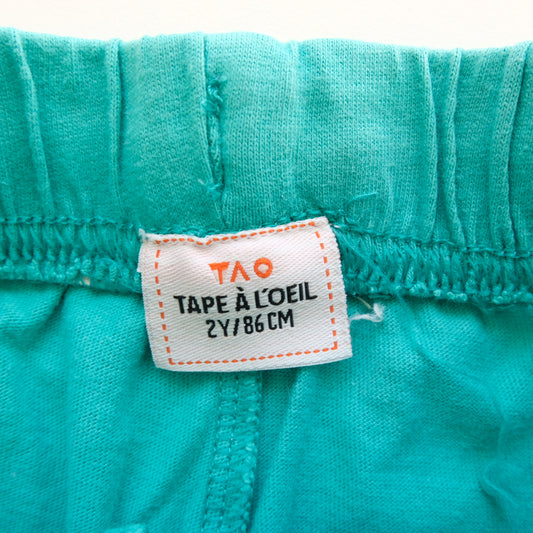 TAO
TAPE À L'OEIL
2Y/86CM